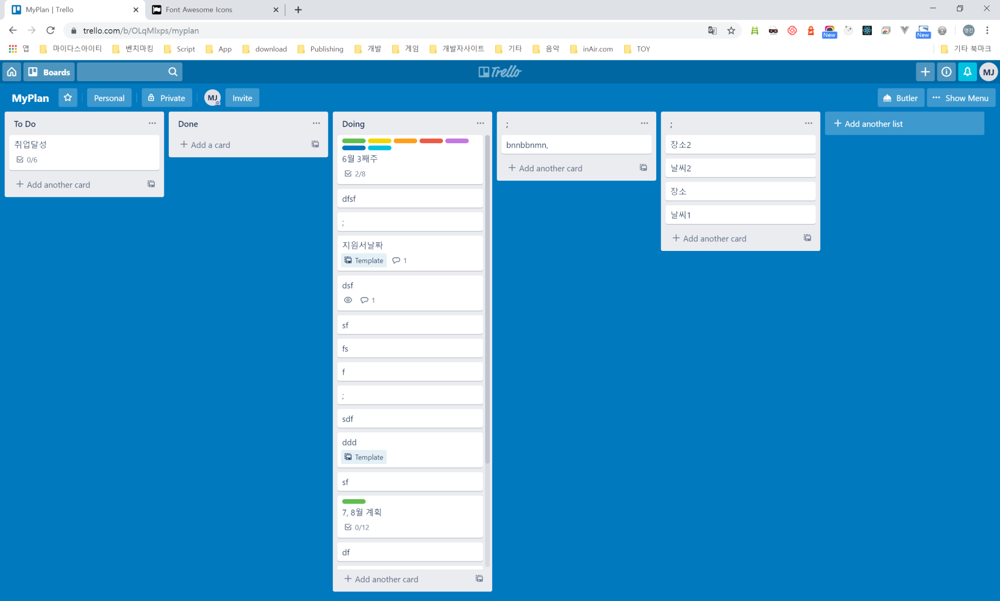 MyPlan | Trello
Font Awesome Icons
trello.com/b/OLqMlxps/myplan
New
New
명진
앱
마이다스아이티
벤치마킹
Script
App
download
Publishing
개발
게임
개발자사이트
기타
음악
inAir.com
TOY
기타 북마크
Boards
Trello
MJ
MyPlan
Personal
Private
MJ
Invite
Butler
Show Menu
To Do
취업달성
0/6
Add another card
Done
Add a card
Doing
6월 3째주
2/8
dfsf
;
지원서날짜
Template 1
dsf
1
sf
fs
f
;
sdf
ddd
Template
sf
7, 8월 계획
0/12
df
Add another card
;
bnnbbnmn,
Add another card
;
장소2
날씨2
장소
날씨1
Add another card
Add another list